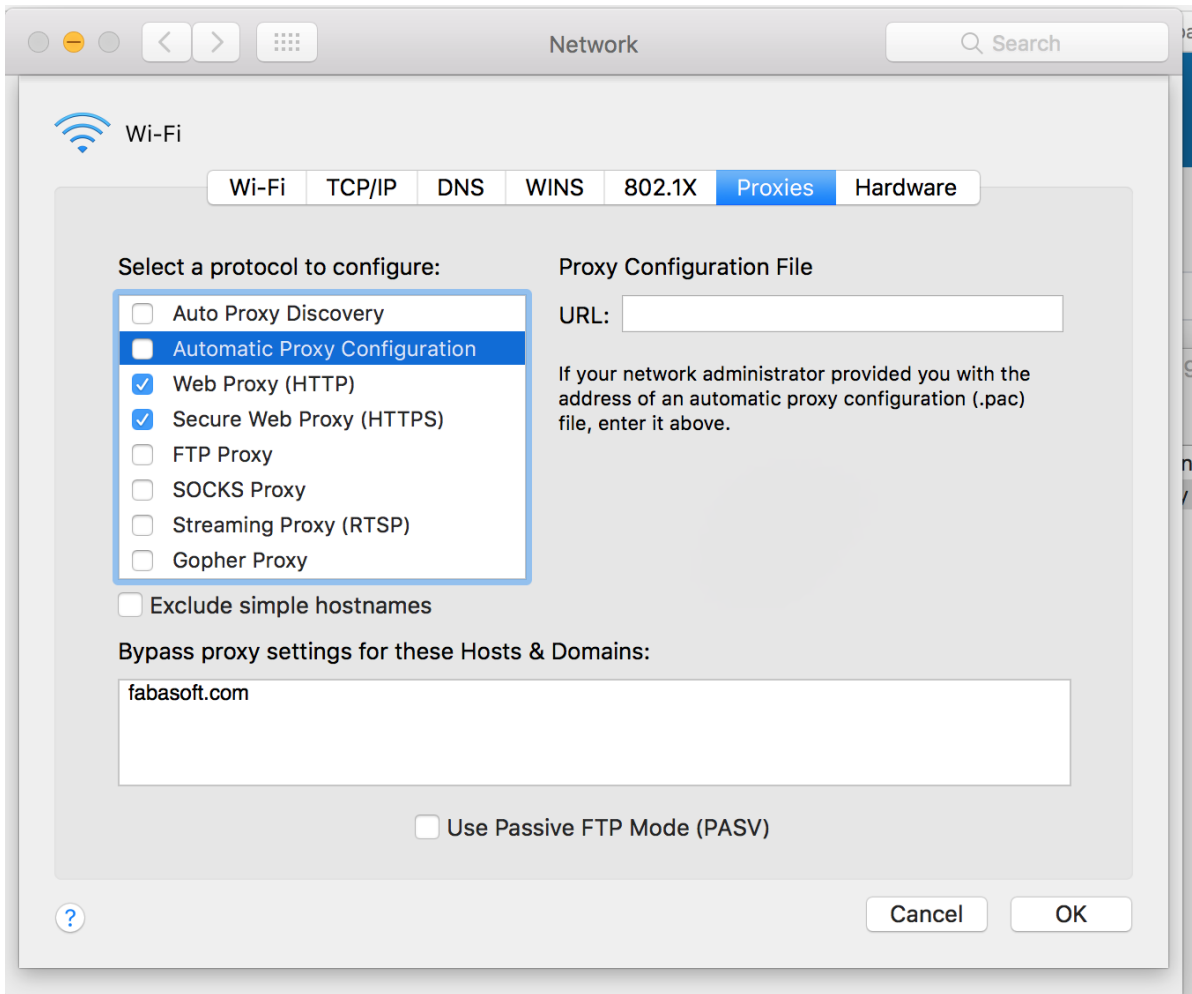 Network
Search
Wi-Fi
Wi-Fi TCP/IP DNS WINS 802.1X Proxies Hardware
Select a protocol to configure:
Auto Proxy Discovery
Automatic Proxy Configuration
Web Proxy (HTTP)
Secure Web Proxy (HTTPS)
FTP Proxy
SOCKS Proxy
Streaming Proxy (RTSP)
Gopher Proxy
Exclude simple hostnames
Proxy Configuration File
URL:
If your network administrator provided you with the
address of an automatic proxy configuration (.pac)
file, enter it above.
Bypass proxy settings for these Hosts & Domains:
fabasoft.com
Use Passive FTP Mode (PASV)
?
Cancel
OK